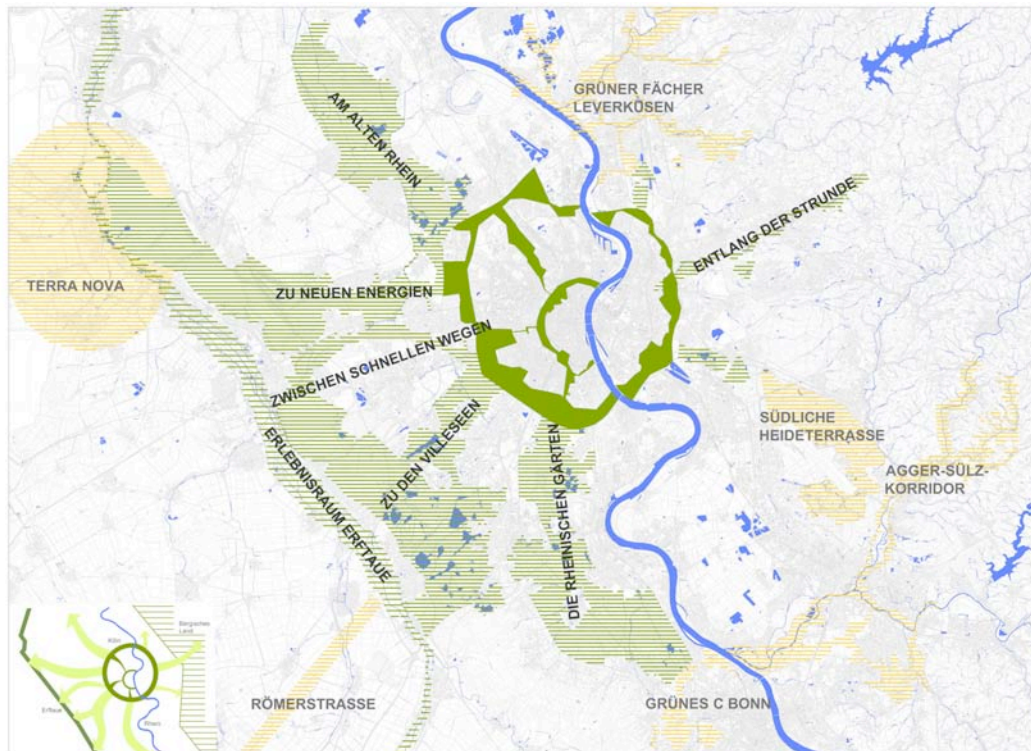 GRÜNER FÄCHER
LEVERKÜSEN
AM ALTEN RHEIN
ENTLANG DER STRUNDE
TERRA NOVA
ZU NEUEN ENERGIEN
ZWISCHEN SCHNELLEN WEGEN
SÜDLICHE
HEIDETERRASSE
ZU DEN VILLESEEN
ERLEBNISRAUM ERFTAUE
DIE RHEINISCHEN GÄRTEN
AGGER-SÜLZ-
KORRIDOR
RÖMERSTRASSE
GRÜNES C BONN
Köln
Bergisches
Land
Erftaue
Rhein